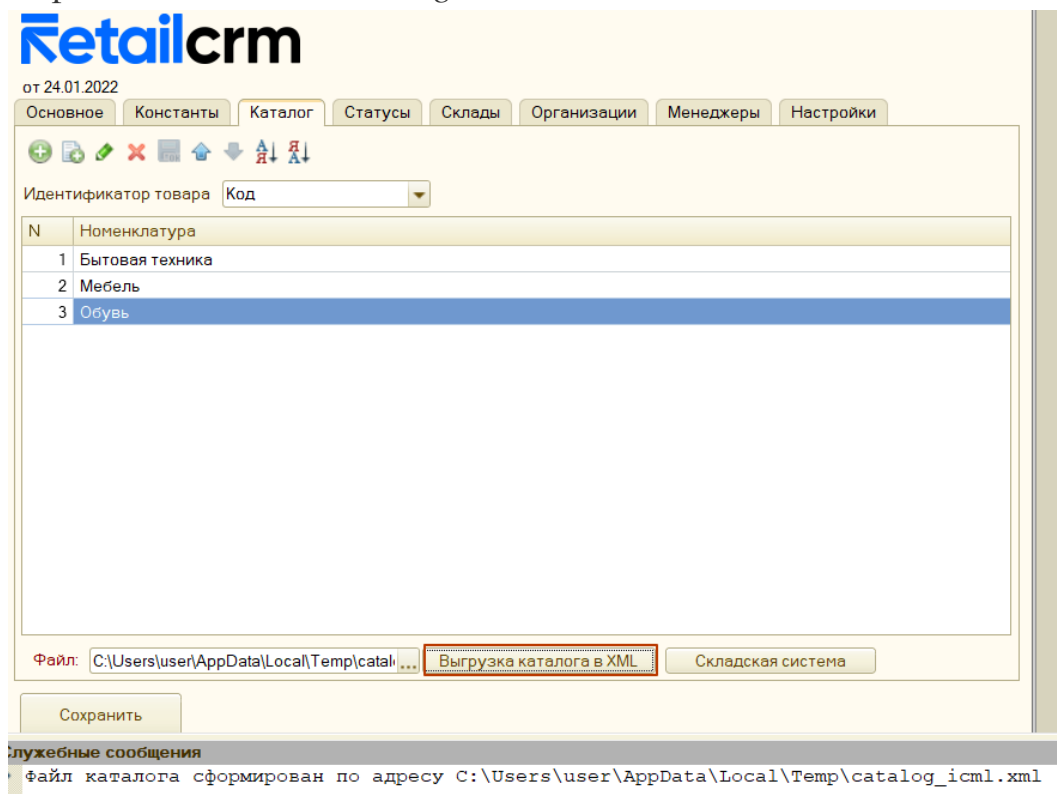 Retailcrm
от 24.01.2022
Основное Константы Каталог Статусы Склады Организации Менеджеры Настройки
Идентификатор товара Код
N Номенклатура
1 Бытовая техника
2 Мебель
3 Обувь
Файл: C:\Users\user\AppData\Local\Temp\catal ... Выгрузка каталога в XML Складская система
Сохранить
Служебные сообщения
Файл каталога сформирован по адресу C:\Users\user\AppData\Local\Temp\catalog_icml.xml